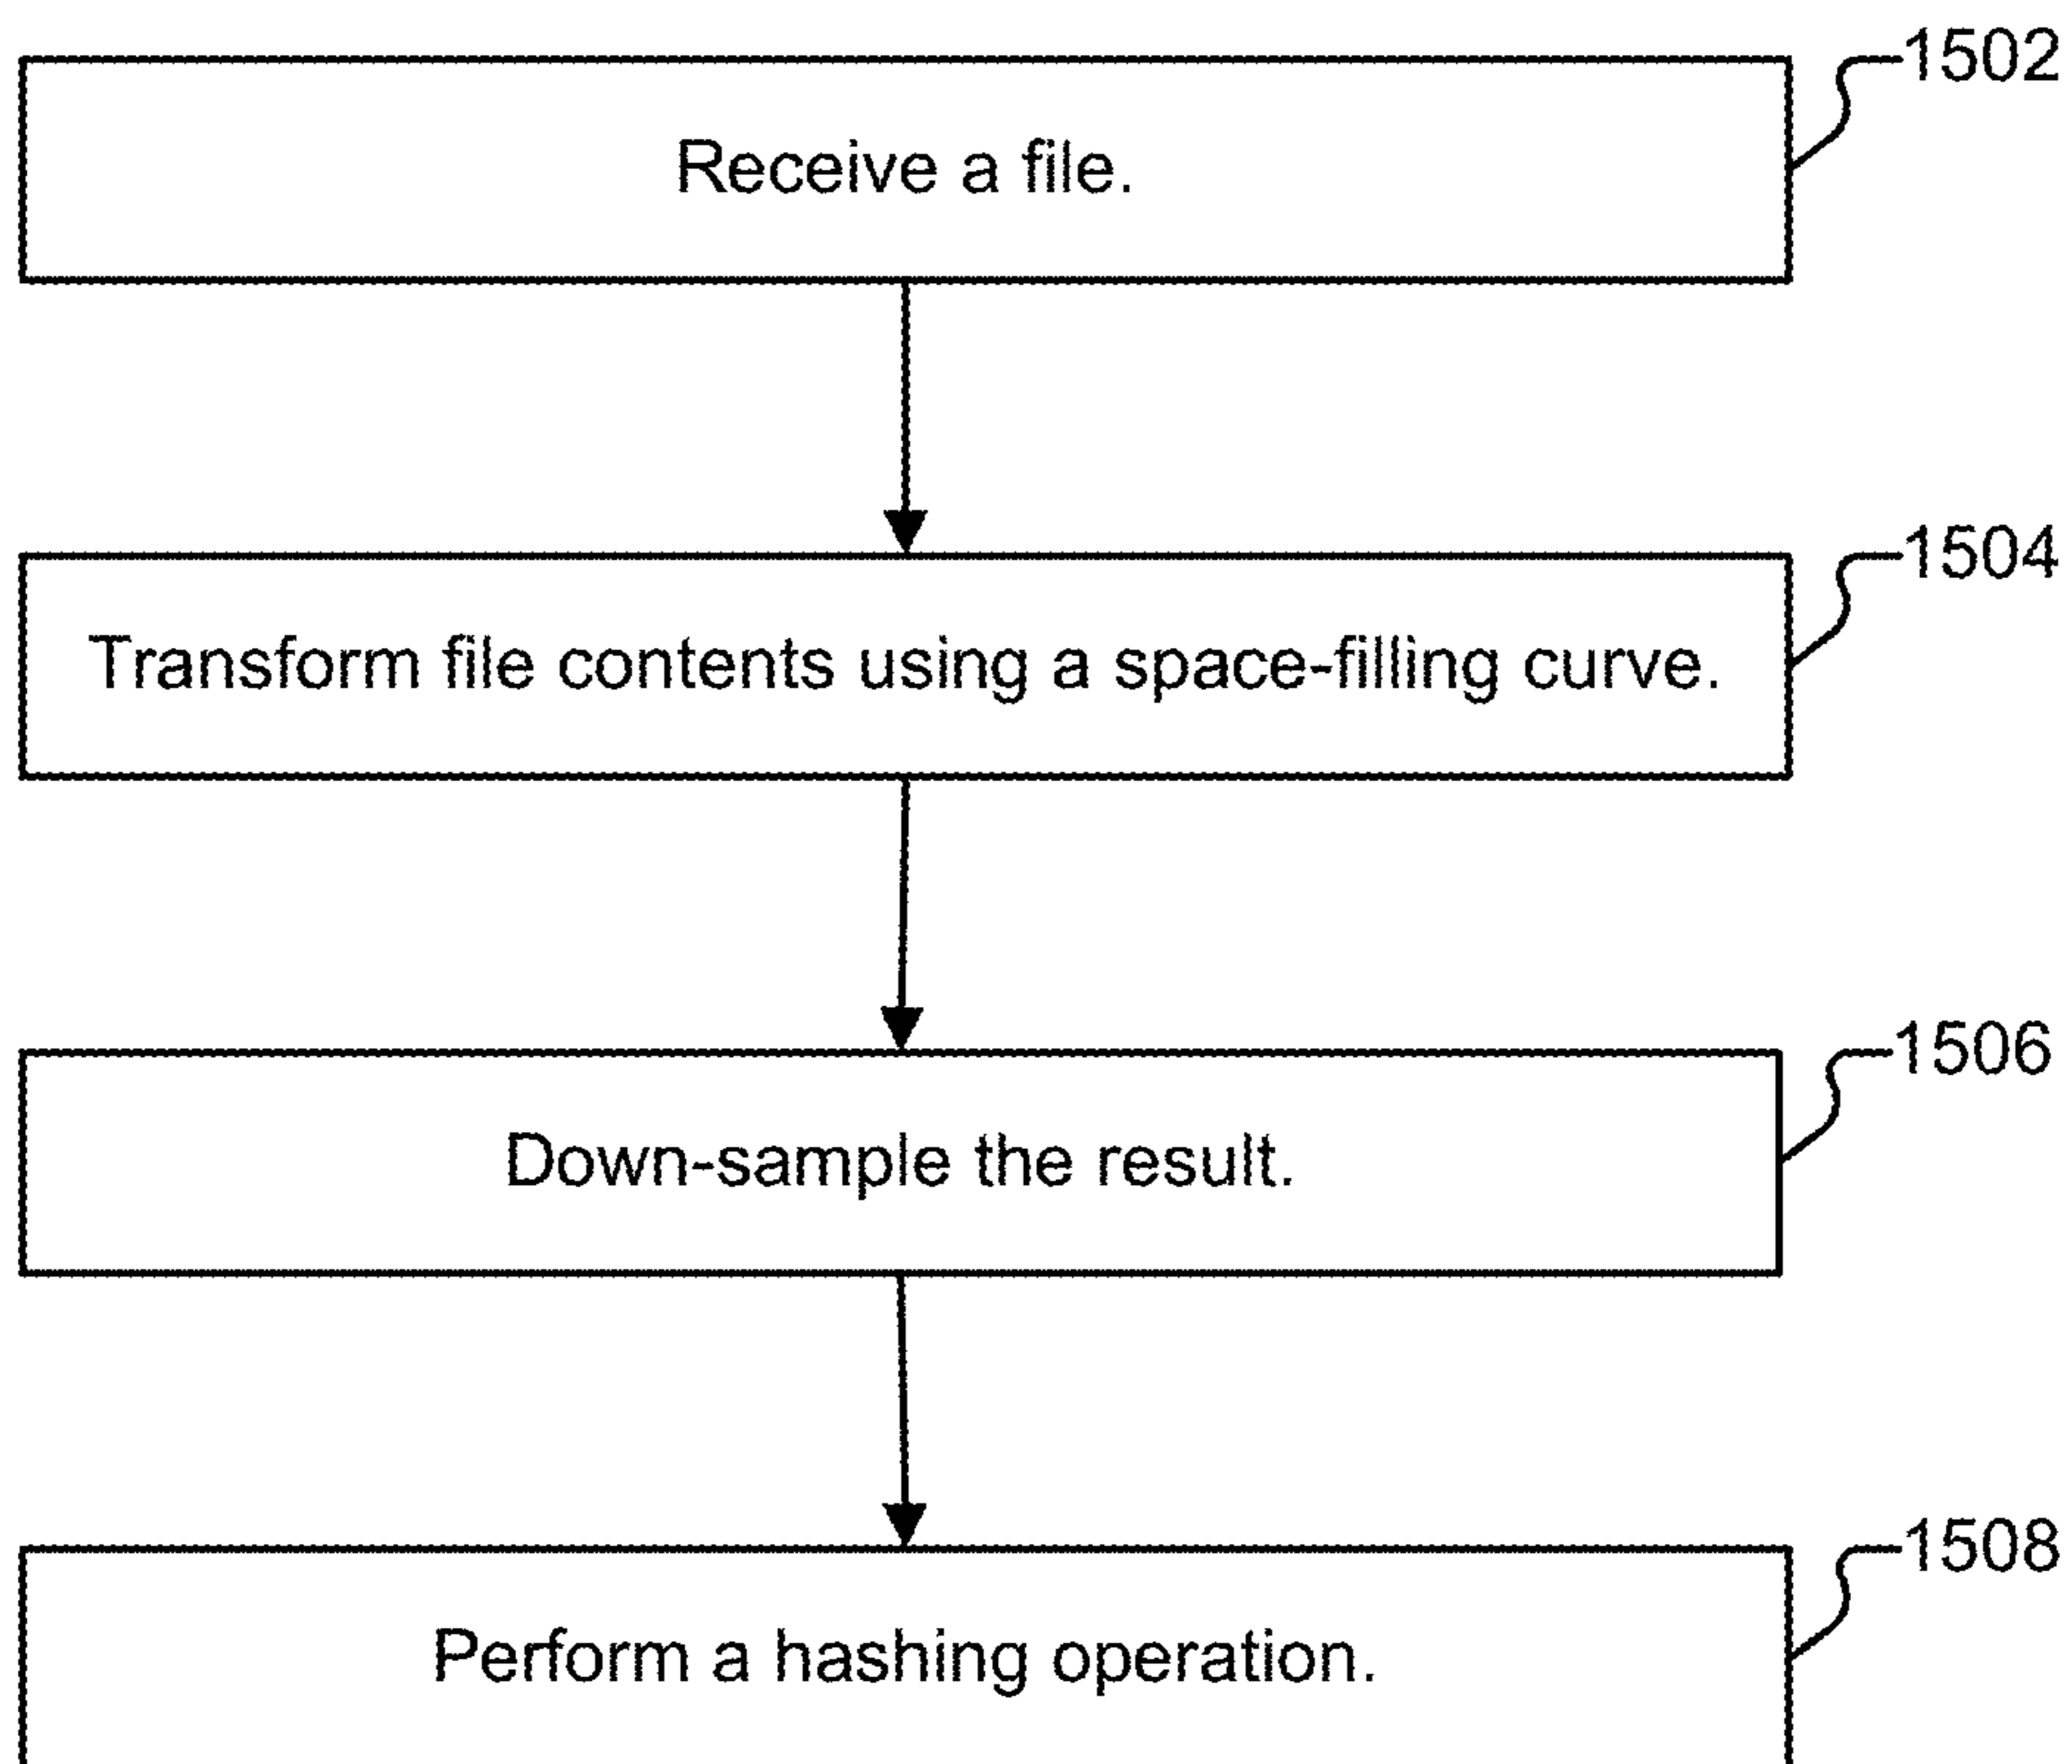 1502
Receive a file.
1504
Transform file contents using a space-filling curve.
1506
Down-sample the result.
1508
Perform a hashing operation.